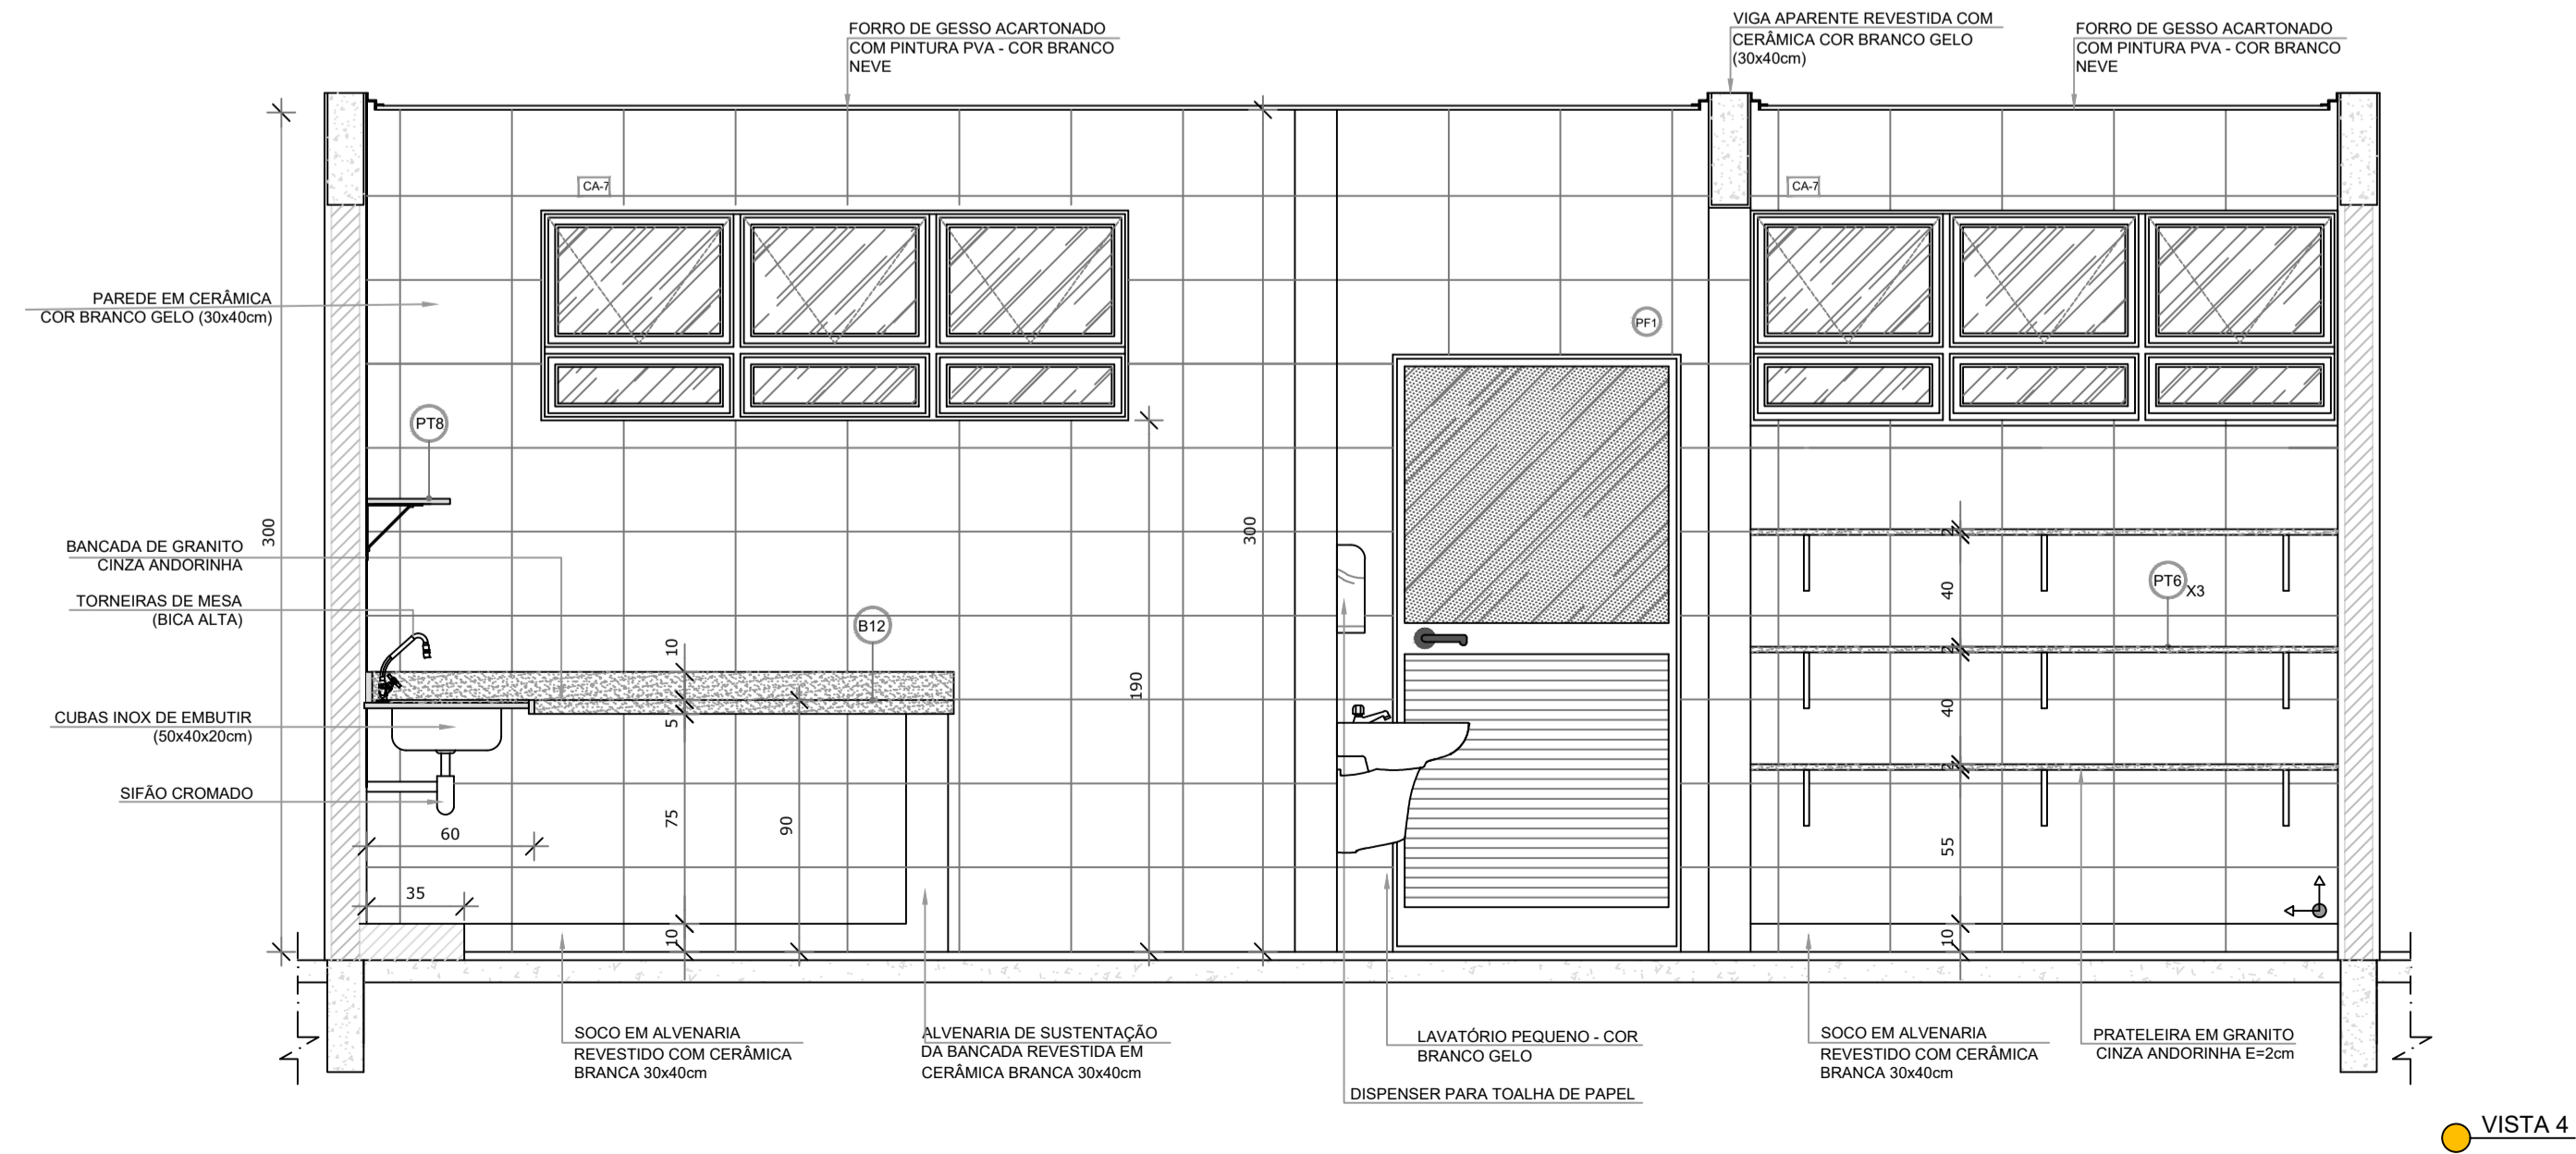 FORRO DE GESSO ACARTONADO
COM PINTURA PVA - COR BRANCO
NEVE
VIGA APARENTE REVESTIDA COM
CERÂMICA COR BRANCO GELO
(30x40cm)
FORRO DE GESSO ACARTONADO
COM PINTURA PVA - COR BRANCO
NEVE
CA-7
CA-7
PAREDE EM CERÂMICA
COR BRANCO GELO (30x40cm)
PF1
PT8
300
300
BANCADA DE GRANITO
CINZA ANDORINHA
TORNEIRAS DE MESA
(BICA ALTA)
B12
10
190
CUBAS INOX DE EMBUTIR
(50x40x20cm)
5
SIFÃO CROMADO
75
90
60
35
10
2
40
PT6
X3
2
40
2
55
10
SOCO EM ALVENARIA
REVESTIDO COM CERÂMICA
BRANCA 30x40cm
ALVENARIA DE SUSTENTAÇÃO
DA BANCADA REVESTIDA EM
CERÂMICA BRANCA 30x40cm
LAVATÓRIO PEQUENO - COR
BRANCO GELO
DISPENSER PARA TOALHA DE PAPEL
SOCO EM ALVENARIA
REVESTIDO COM CERÂMICA
BRANCA 30x40cm
PRATELEIRA EM GRANITO
CINZA ANDORINHA E=2cm
VISTA 4